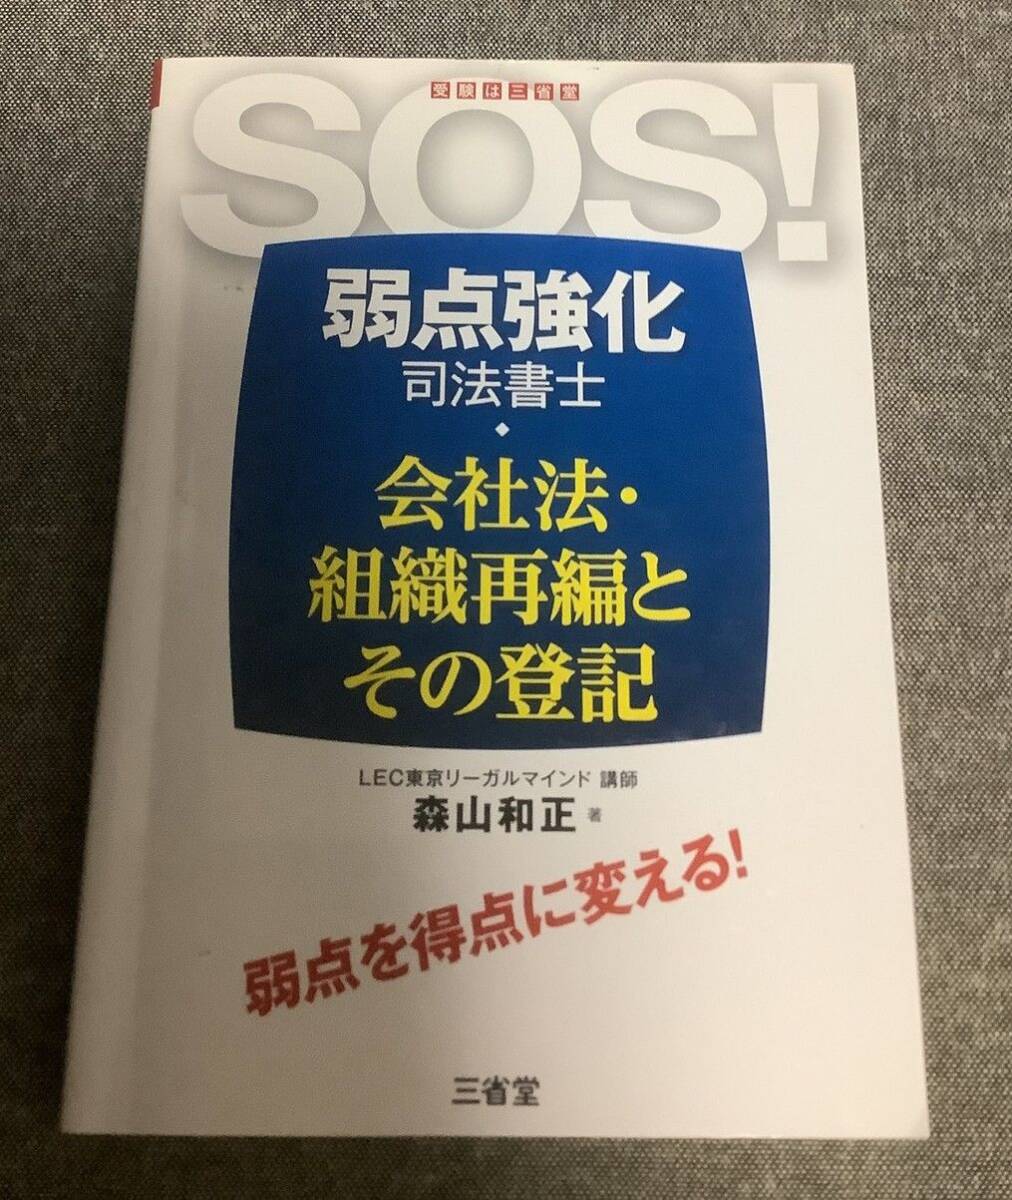 受験は三省堂
SOS!
弱点強化
司法書士
会社法・
組織再編と
その登記
LEC東京リーガルマインド 講師
森山和正 著
弱点を得点に変える!
三省堂